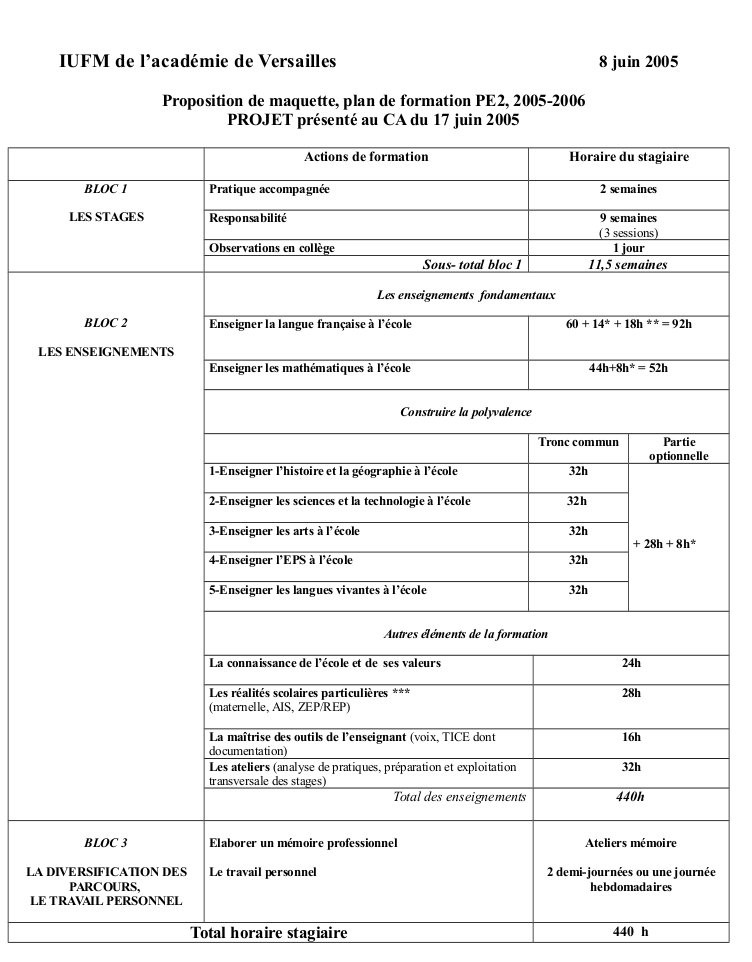 IUFM de l'académie de Versailles 8 juin 2005
Proposition de maquette, plan de formation PE2, 2005-2006
PROJET présenté au CA du 17 juin 2005
Actions de formation Horaire du stagiaire
BLOC 1 Pratique accompagnée 2 semaines
LES STAGES Responsabilité 9 semaines
(3 sessions)
Observations en collège 1 jour
Sous- total bloc 1 11,5 semaines
Les enseignements fondamentaux
BLOC 2 Enseigner la langue française à l'école 60 + 14* + 18h ** = 92h
LES ENSEIGNEMENTS
Enseigner les mathématiques à l'école 44h+8h* = 52h
Construire la polyvalence
Tronc commun Partie
optionnelle
1-Enseigner l'histoire et la géographie à l'école 32h
2-Enseigner les sciences et la technologie à l'école 32h
3-Enseigner les arts à l'école 32h
+ 28h + 8h*
4-Enseigner l'EPS à l'école 32h
5-Enseigner les langues vivantes à l'école 32h
Autres éléments de la formation
La connaissance de l'école et de ses valeurs 24h
Les réalités scolaires particulières *** 28h
(maternelle, AIS, ZEP/REP)
La maîtrise des outils de l'enseignant (voix, TICE dont 16h
documentation)
Les ateliers (analyse de pratiques, préparation et exploitation 32h
transversale des stages)
Total des enseignements 440h
BLOC 3 Elaborer un mémoire professionnel Ateliers mémoire
LA DIVERSIFICATION DES Le travail personnel 2 demi-journées ou une journée
PARCOURS, hebdomadaires
LE TRAVAIL PERSONNEL
Total horaire stagiaire 440 h